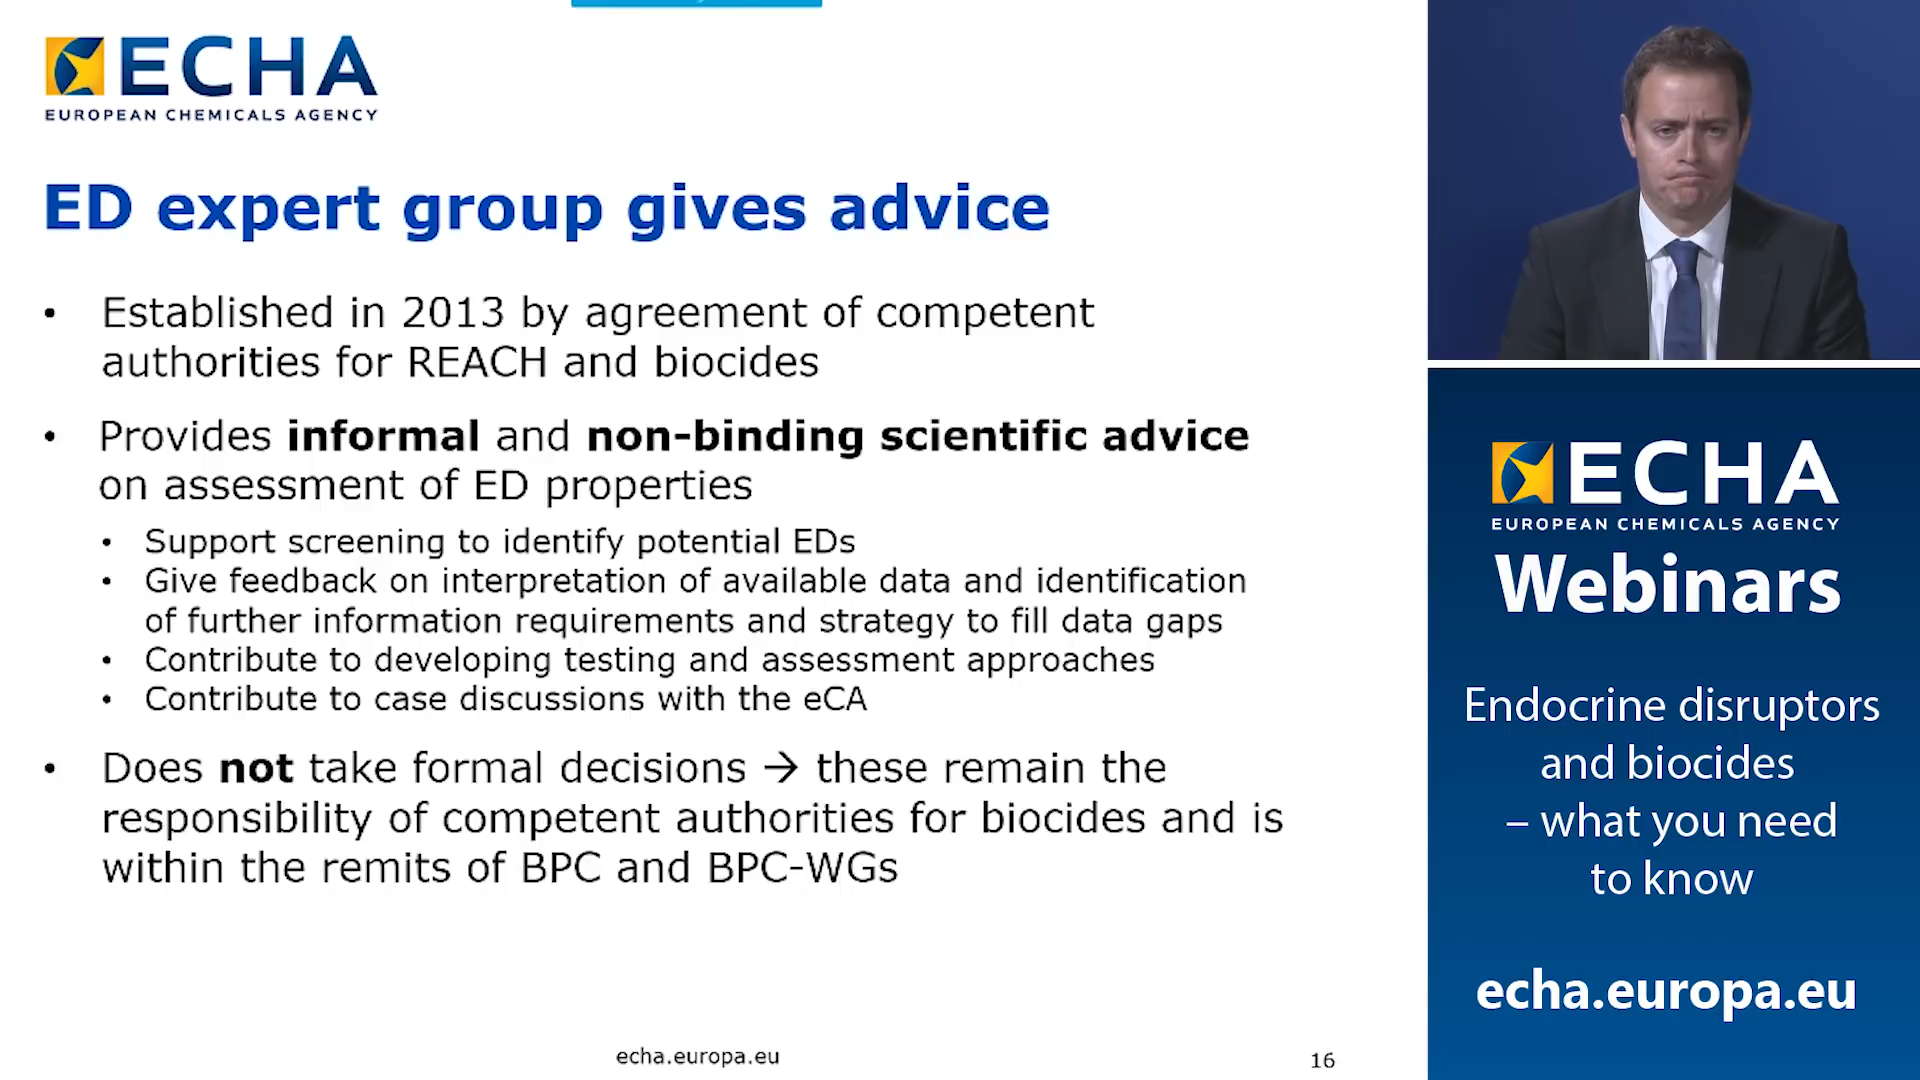 ECHA
EUROPEAN CHEMICALS AGENCY
ED expert group gives advice
• Established in 2013 by agreement of competent
authorities for REACH and biocides
• Provides informal and non-binding scientific advice
on assessment of ED properties
• Support screening to identify potential EDs
• Give feedback on interpretation of available data and identification
of further information requirements and strategy to fill data gaps
• Contribute to developing testing and assessment approaches
• Contribute to case discussions with the eCA
• Does not take formal decisions → these remain the
responsibility of competent authorities for biocides and is
within the remits of BPC and BPC-WGs
echa.europa.eu
16
ECHA
EUROPEAN CHEMICALS AGENCY
Webinars
Endocrine disruptors
and biocides
– what you need
to know
echa.europa.eu